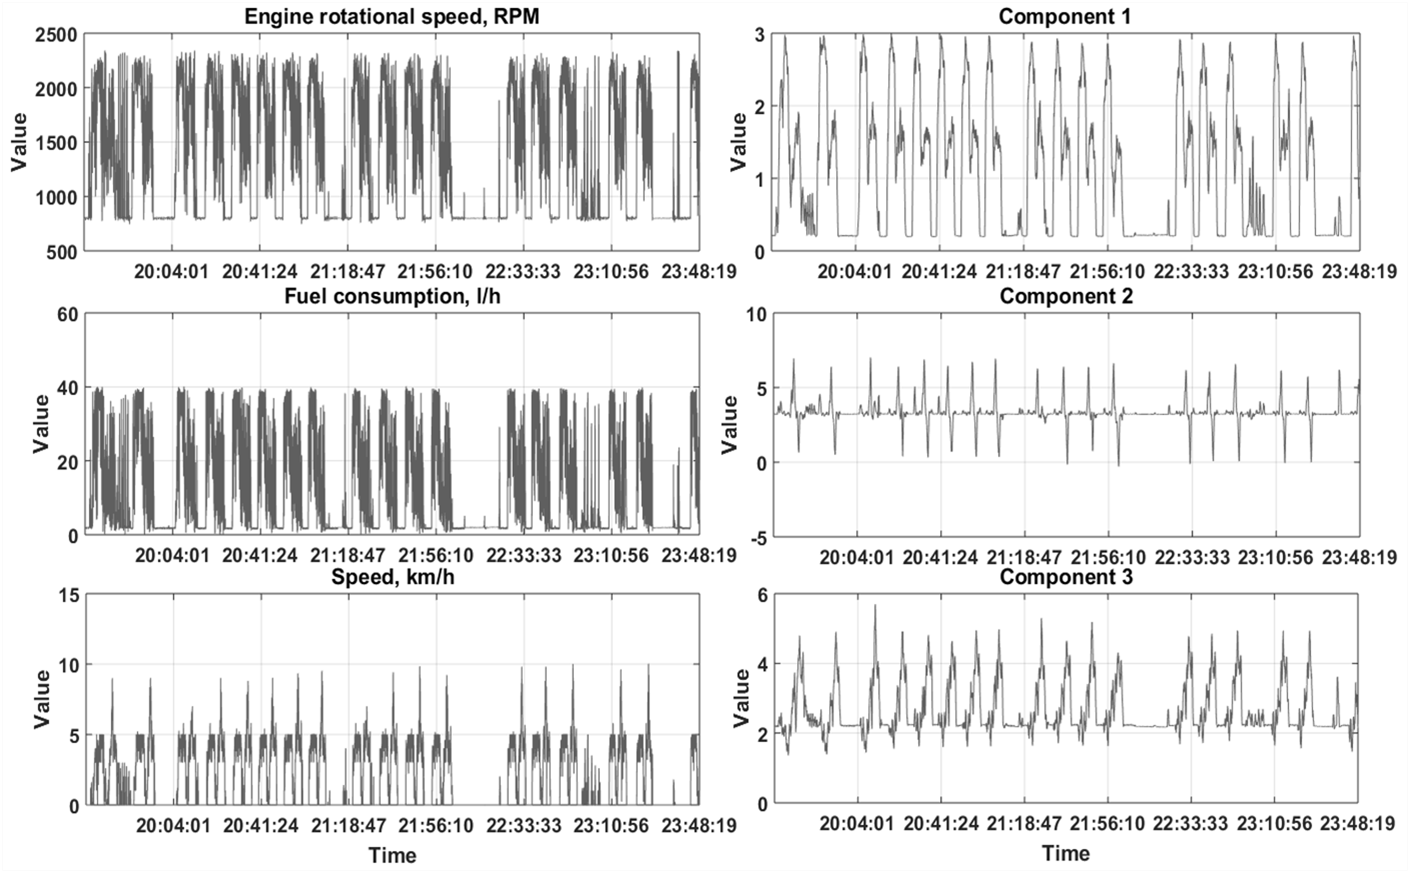 Engine rotational speed, RPM
2500
2000
1500
1000
500
Value
20:04:01 20:41:24 21:18:47 21:56:10 22:33:33 23:10:56 23:48:19
Component 1
3
2
1
0
Value
20:04:01 20:41:24 21:18:47 21:56:10 22:33:33 23:10:56 23:48:19
Fuel consumption, l/h
60
40
20
0
Value
20:04:01 20:41:24 21:18:47 21:56:10 22:33:33 23:10:56 23:48:19
Component 2
10
5
0
-5
Value
20:04:01 20:41:24 21:18:47 21:56:10 22:33:33 23:10:56 23:48:19
Speed, km/h
15
10
5
0
Value
20:04:01 20:41:24 21:18:47 21:56:10 22:33:33 23:10:56 23:48:19
Time
Component 3
6
4
2
0
Value
20:04:01 20:41:24 21:18:47 21:56:10 22:33:33 23:10:56 23:48:19
Time